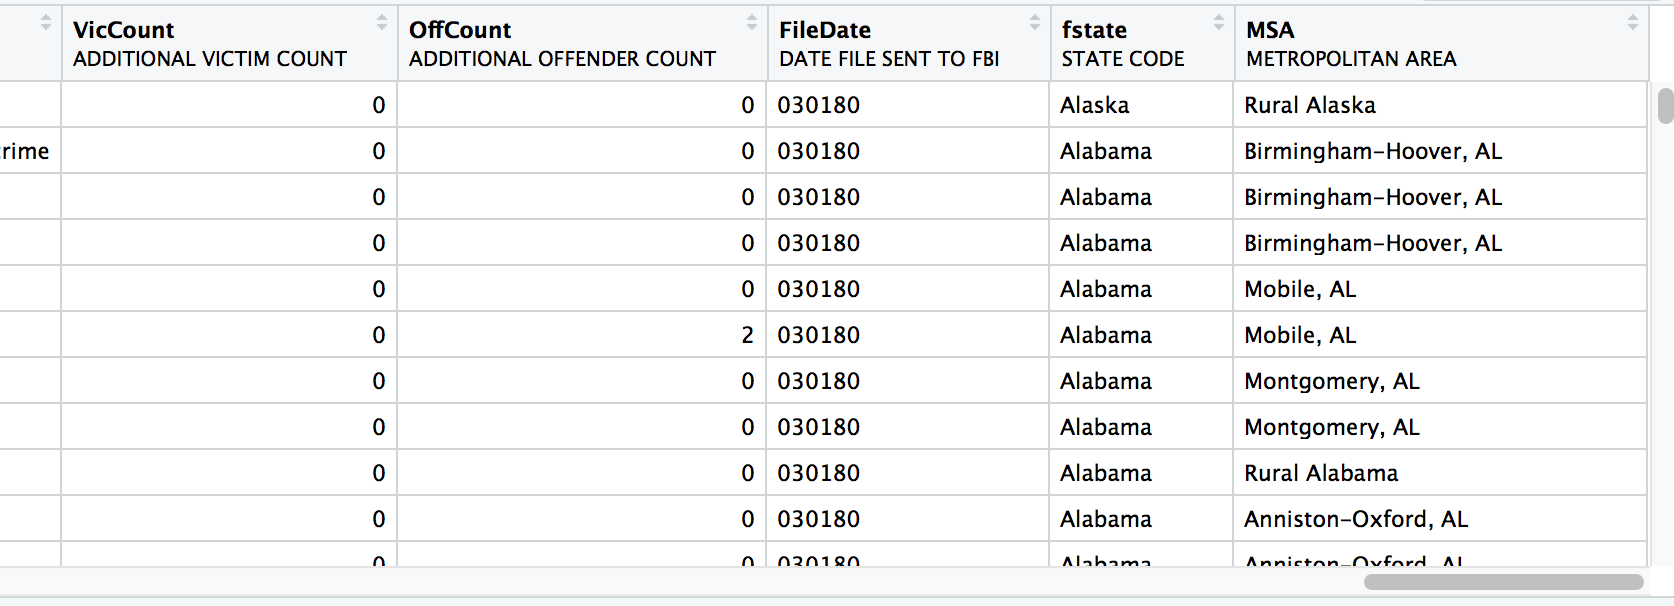 VicCount OffCount FileDate fstate MSA
ADDITIONAL VICTIM COUNT ADDITIONAL OFFENDER COUNT DATE FILE SENT TO FBI STATE CODE METROPOLITAN AREA
0 0 030180 Alaska Rural Alaska
rime 0 0 030180 Alabama Birmingham-Hoover, AL
0 0 030180 Alabama Birmingham-Hoover, AL
0 0 030180 Alabama Birmingham-Hoover, AL
0 0 030180 Alabama Mobile, AL
0 2 030180 Alabama Mobile, AL
0 0 030180 Alabama Montgomery, AL
0 0 030180 Alabama Montgomery, AL
0 0 030180 Alabama Rural Alabama
0 0 030180 Alabama Anniston-Oxford, AL
0 0 030180 Alabama Anniston-Oxford, AL